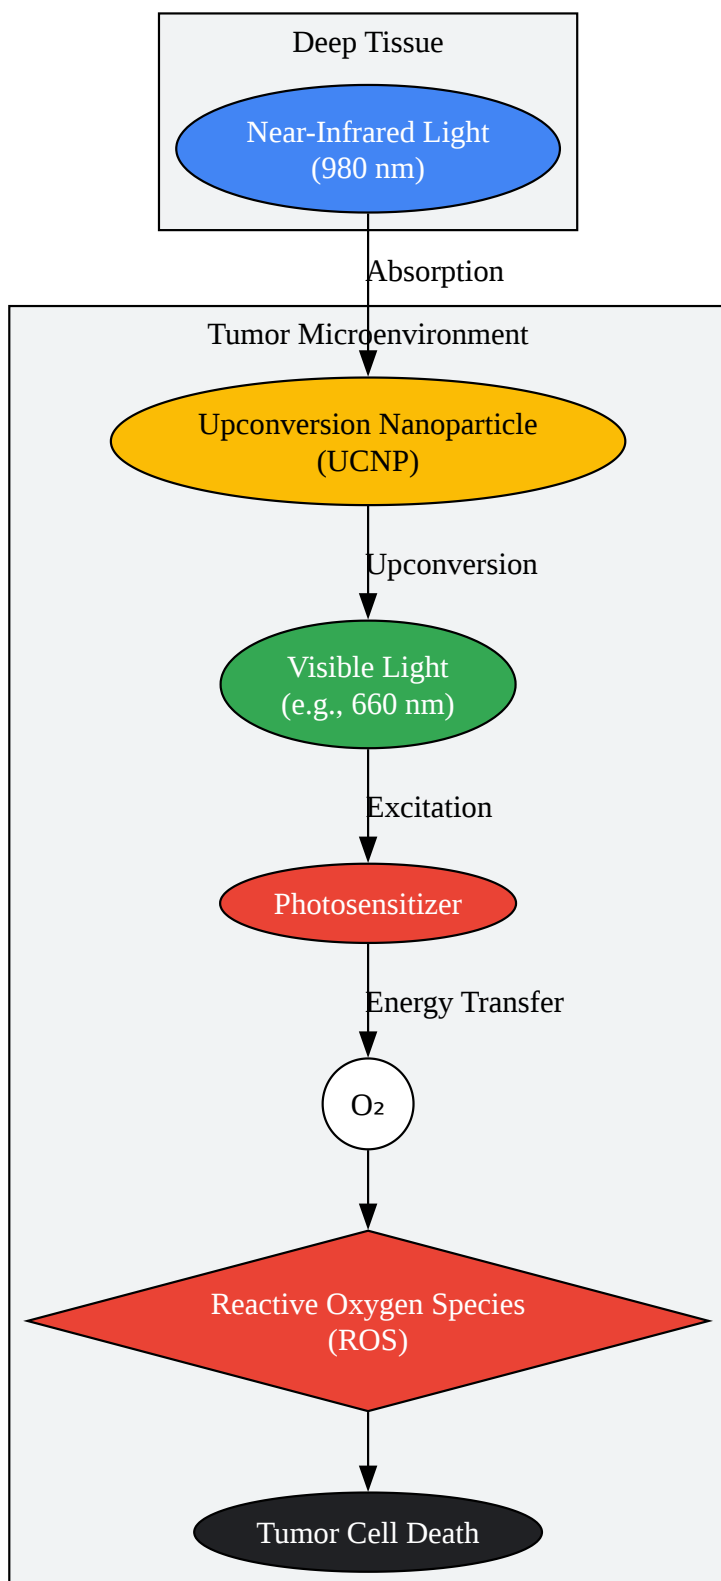 Deep Tissue
Near-Infrared Light
(980 nm)
Absorption
Tumor Microenvironment
Upconversion Nanoparticle
(UCNP)
Upconversion
Visible Light
(e.g., 660 nm)
Excitation
Photosensitizer
Energy Transfer
O₂
Reactive Oxygen Species
(ROS)
Tumor Cell Death